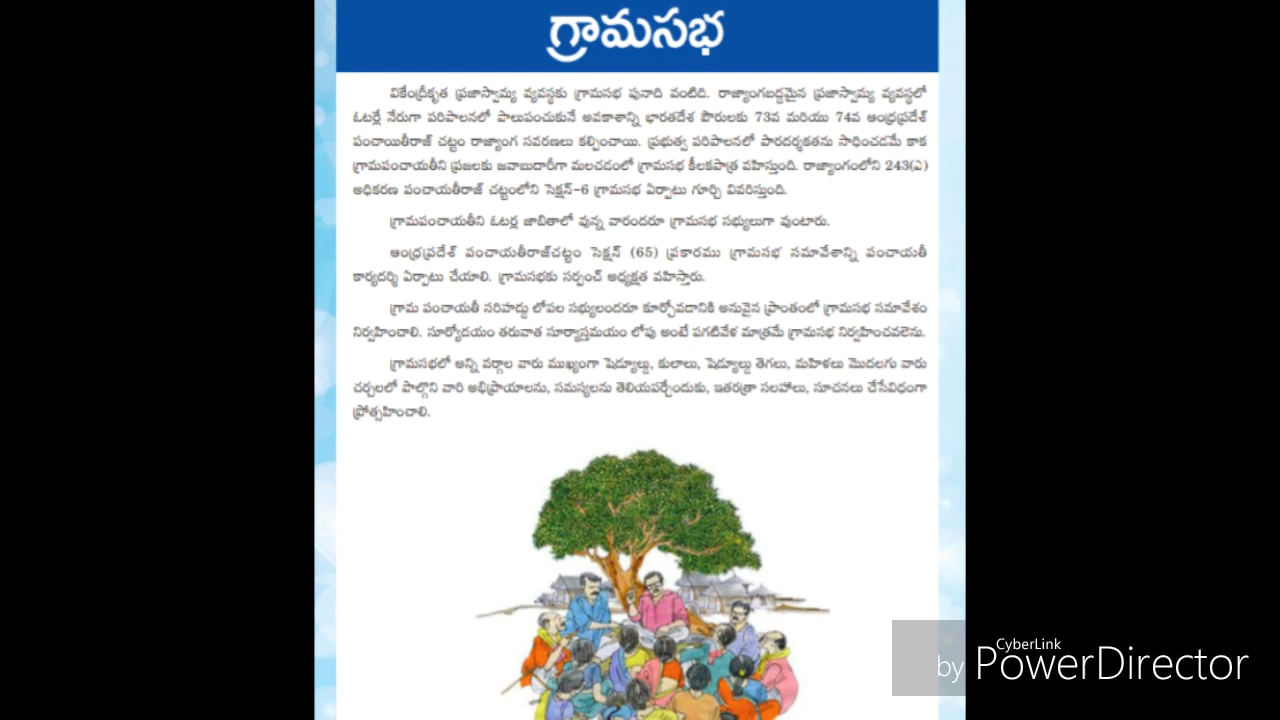 గ్రామసభ
వికేంద్రీకృత ప్రజాస్వామ్య వ్యవస్థకు గ్రామసభ పునాది వంటిది. రాజ్యాంగబద్ధమైన ప్రజాస్వామ్య వ్యవస్థలో
ఓటర్లే నేరుగా పరిపాలనలో పాలుపంచుకునే అవకాశాన్ని భారతదేశ పౌరులకు 73వ మరియు 74వ ఆంధ్రప్రదేశ్
పంచాయితీరాజ్ చట్టం రాజ్యాంగ సవరణలు కల్పించాయి. ప్రభుత్వ పరిపాలనలో పారదర్శకతను సాధించడమే కాక
గ్రామపంచాయతీని ప్రజలకు జవాబుదారీగా మలచడంలో గ్రామసభ కీలకపాత్ర వహిస్తుంది. రాజ్యాంగంలోని 243(ఎ)
అధికరణ పంచాయతీరాజ్ చట్టంలోని సెక్షన్-6 గ్రామసభ ఏర్పాటు గూర్చి వివరిస్తుంది.
గ్రామపంచాయతీని ఓటర్ల జాబితాలో వున్న వారందరూ గ్రామసభ సభ్యులుగా వుంటారు.
ఆంధ్రప్రదేశ్ పంచాయతీరాజ్‌చట్టం సెక్షన్ (65) ప్రకారము గ్రామసభ సమావేశాన్ని పంచాయతీ
కార్యదర్శి ఏర్పాటు చేయాలి. గ్రామసభకు సర్పంచ్ అధ్యక్షత వహిస్తారు.
గ్రామ పంచాయతీ సరిహద్దు లోపల సభ్యులందరూ కూర్చోవడానికి అనువైన ప్రాంతంలో గ్రామసభ సమావేశం
నిర్వహించాలి. సూర్యోదయం తరువాత సూర్యాస్తమయం లోపు అంటే పగటివేళ మాత్రమే గ్రామసభ నిర్వహించవలెను.
గ్రామసభలో అన్ని వర్గాల వారు ముఖ్యంగా షెడ్యూల్డు, కులాలు, షెడ్యూల్డు తెగలు, మహిళలు మొదలగు వారు
చర్చలలో పాల్గొని వారి అభిప్రాయాలను, సమస్యలను తెలియపర్చేందుకు, ఇతరత్రా సలహాలు, సూచనలు చేసేవిధంగా
ప్రోత్సహించాలి.
CyberLink
by PowerDirector